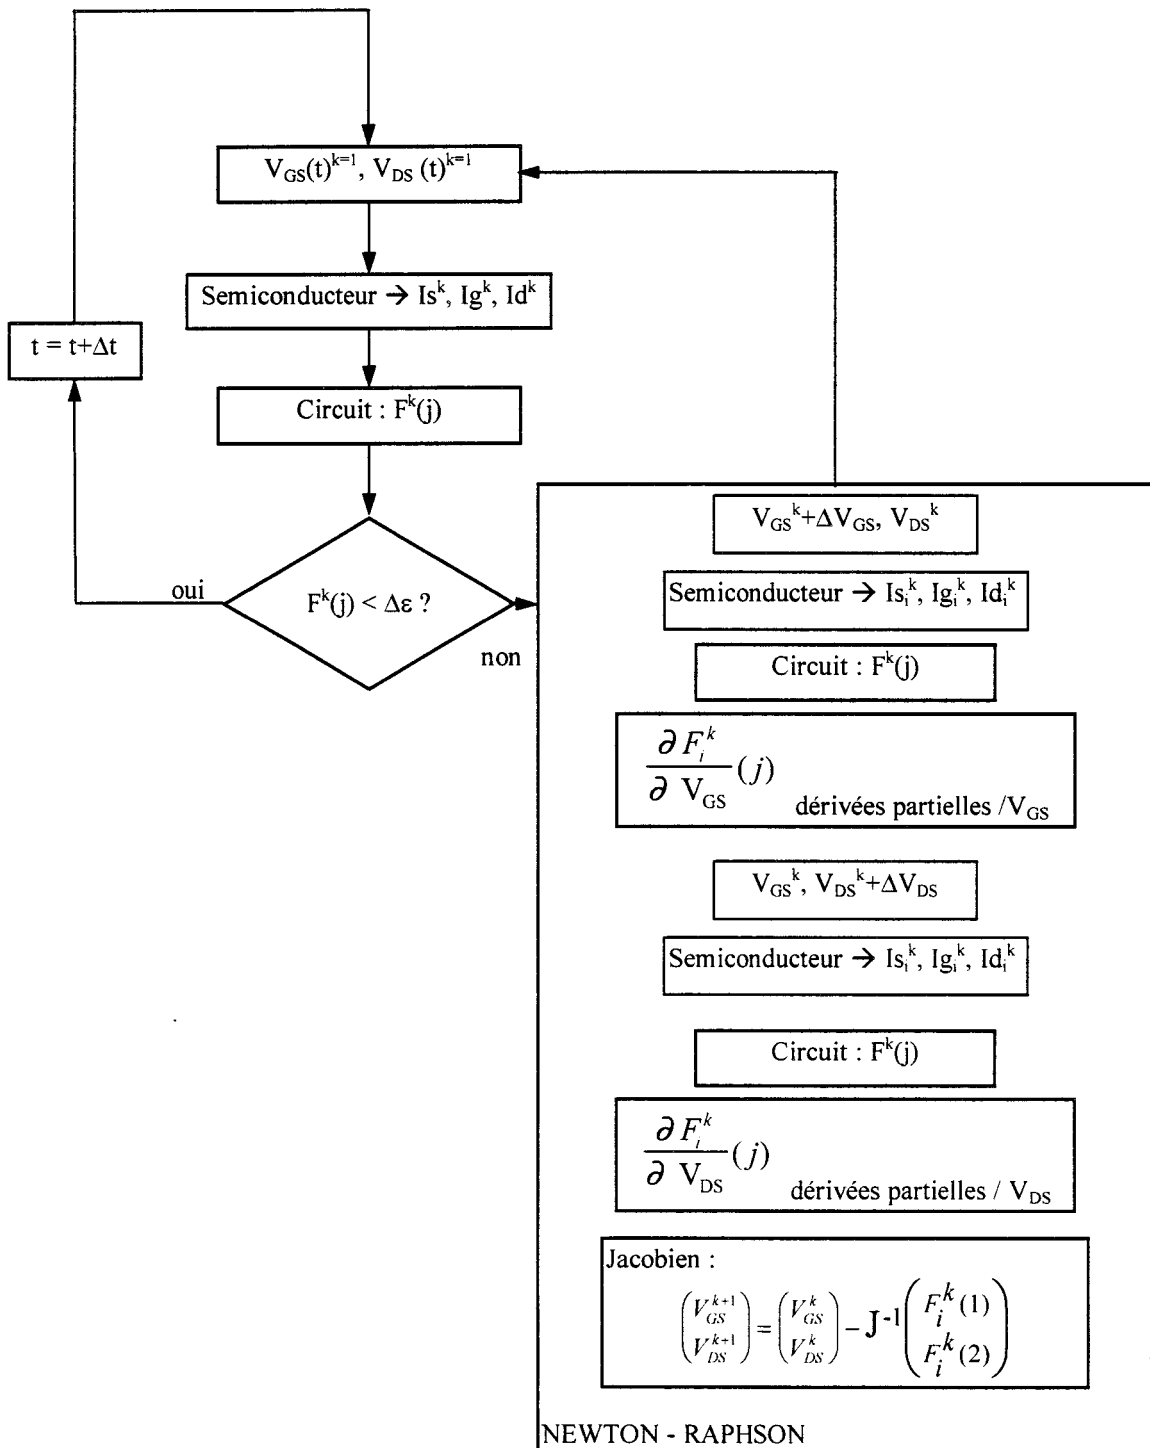 V_GS(t)^k=1, V_DS (t)^k=1
Semiconducteur → Is^k, Ig^k, Id^k
t = t+Δt
Circuit : F^k(j)
oui
F^k(j) < Δε ?
non
V_GS^k+ΔV_GS, V_DS^k
Semiconducteur → Is_i^k, Ig_i^k, Id_i^k
Circuit : F^k(j)
∂ F_i^k
∂ V_GS
(j)
dérivées partielles /V_GS
V_GS^k, V_DS^k+ΔV_DS
Semiconducteur → Is_i^k, Ig_i^k, Id_i^k
Circuit : F^k(j)
∂ F_i^k
∂ V_DS
(j)
dérivées partielles / V_DS
Jacobien :
(V_GS^k+1) = (V_GS^k) – J^-1 (F_i^k(1))
(V_DS^k+1) (V_DS^k) (F_i^k(2))
NEWTON - RAPHSON